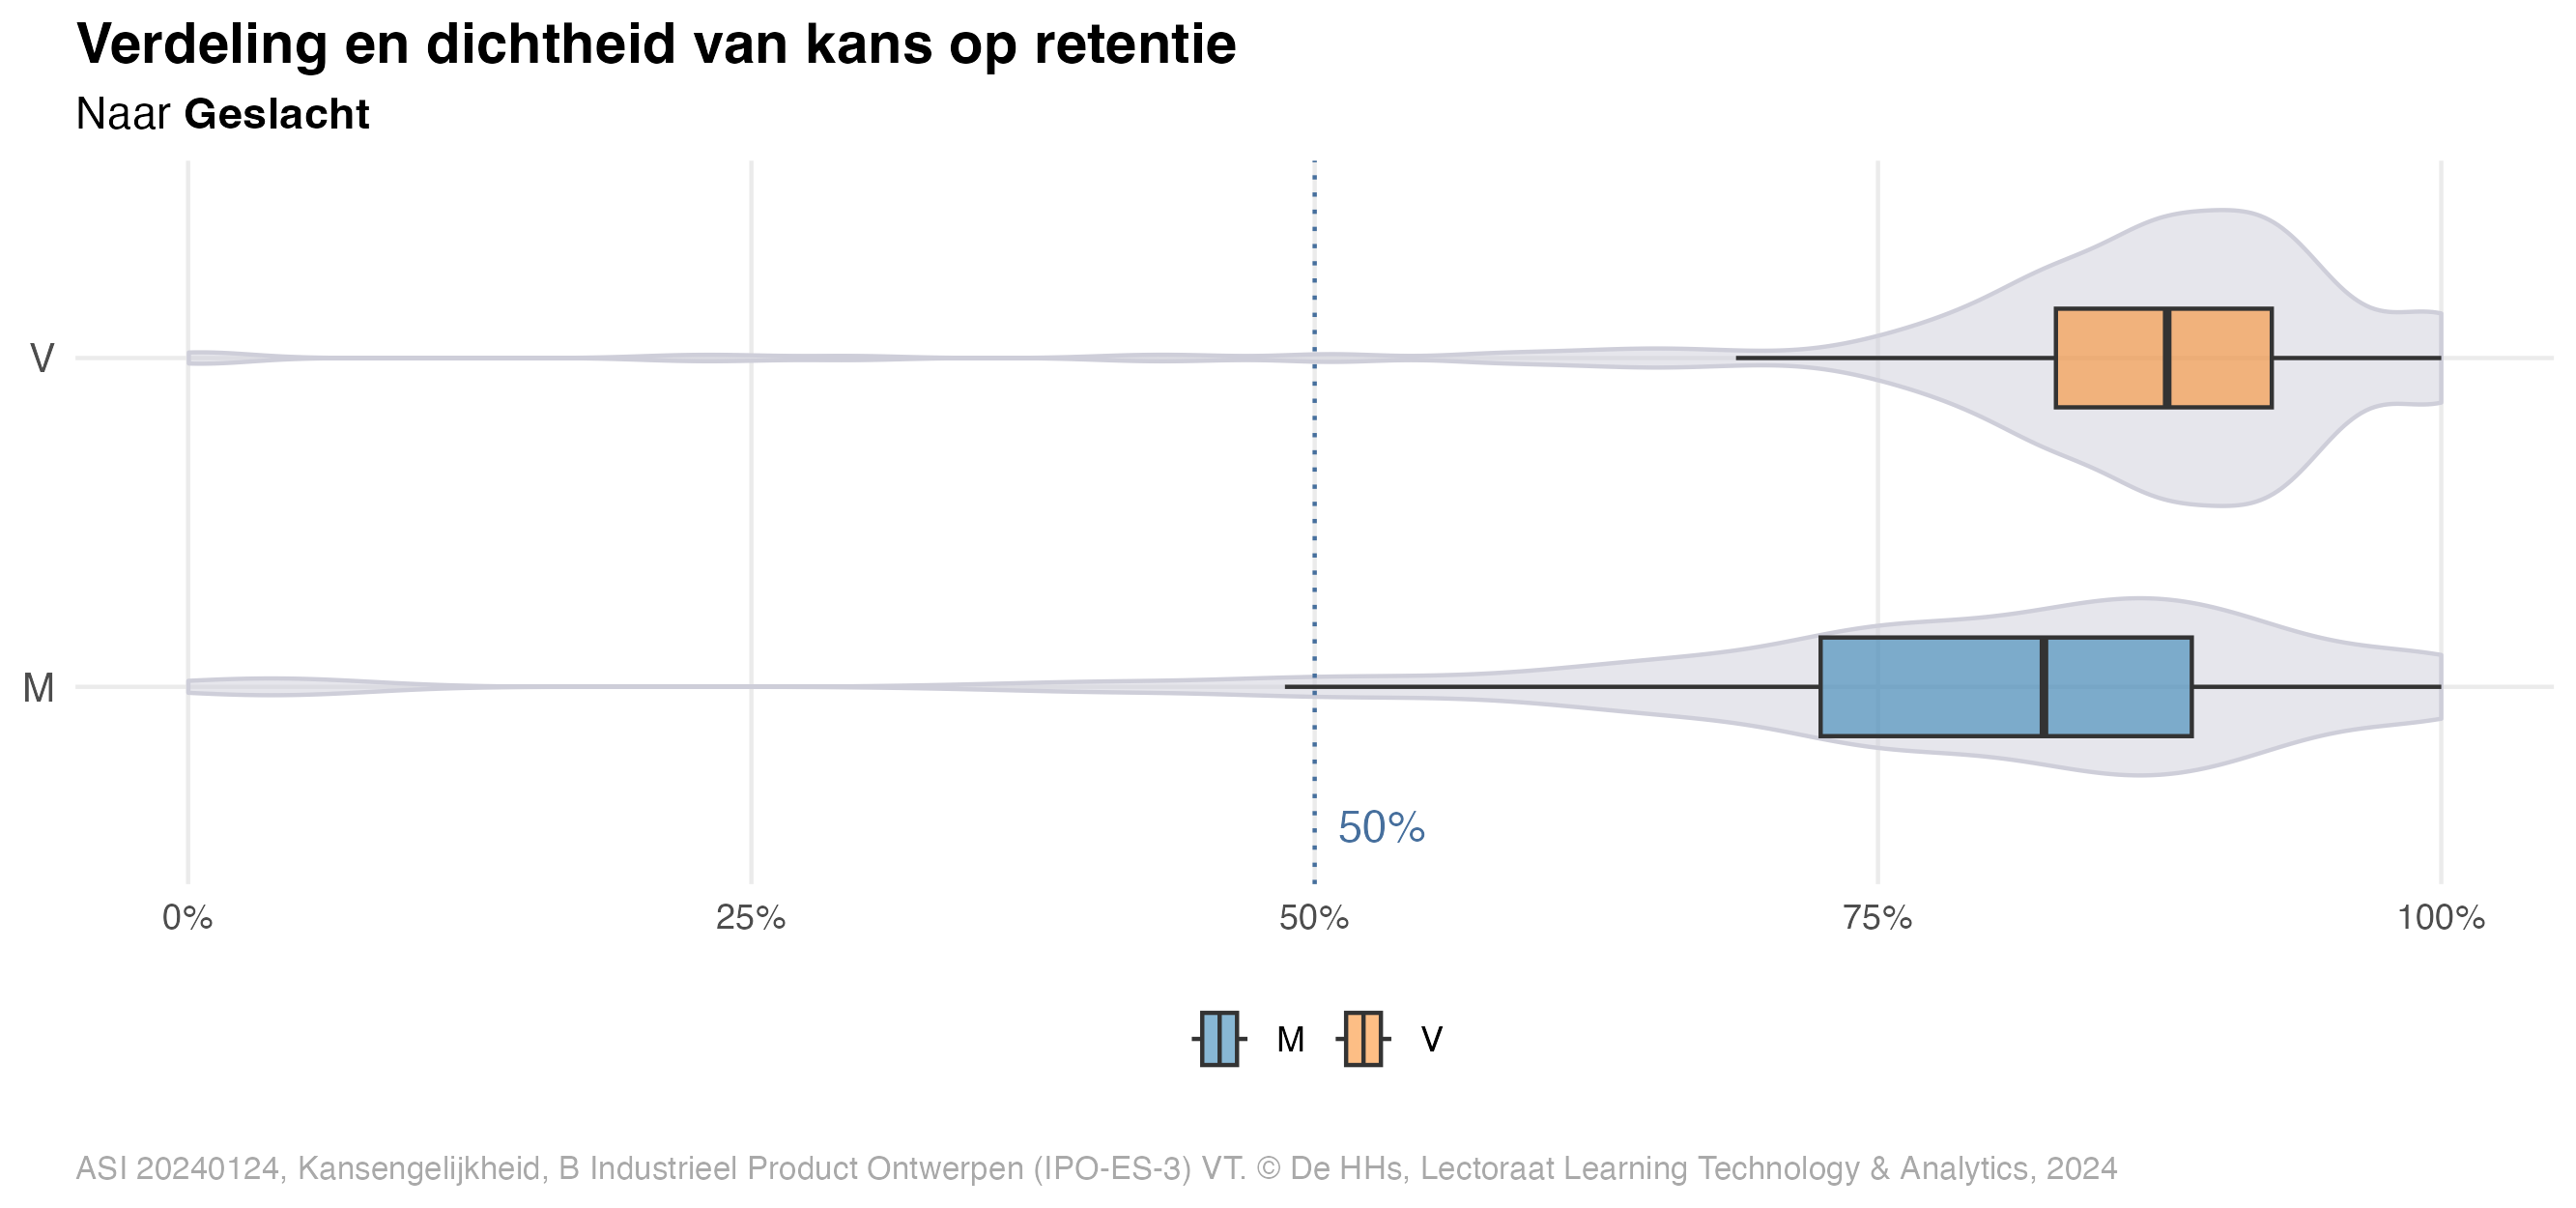 Verdeling en dichtheid van kans op retentie
Naar Geslacht
V
M
50%
0% 25% 50% 75% 100%
M V
ASI 20240124, Kansengelijkheid, B Industrieel Product Ontwerpen (IPO-ES-3) VT. © De HHs, Lectoraat Learning Technology & Analytics, 2024